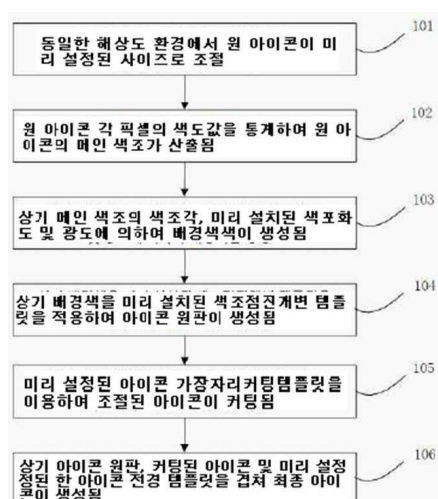 101
동일한 해상도 환경에서 원 아이콘이 미
리 설정된 사이즈로 조절
102
원 아이콘 각 픽셀의 색도값을 통계하여 원 아
이콘의 메인 색조가 산출됨
103
상기 메인 색조의 색조각, 미리 설치된 색포화
도 및 광도에 의하여 배경색색이 생성됨
104
상기 배경색을 미리 설치된 색조점진개변 템플
릿을 적용하여 아이콘 원판이 생성됨
105
미리 설정된 아이콘 가장자리커팅템플릿을
이용하여 조절된 아이콘이 커팅됨
106
상기 아이콘 원판, 커팅된 아이콘 및 미리 설정
정된 한 아이콘 전경 템플릿을 겹쳐 최종 아이
콘이 생성됨